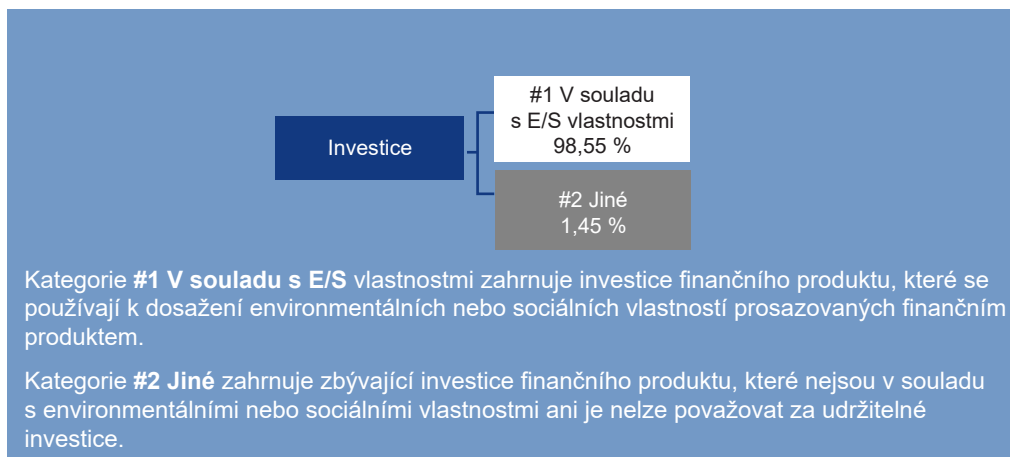 #1 V souladu
s E/S vlastnostmi
98,55 %
Investice
#2 Jiné
1,45 %
Kategorie #1 V souladu s E/S vlastnostmi zahrnuje investice finančního produktu, které se
používají k dosažení environmentálních nebo sociálních vlastností prosazovaných finančním
produktem.
Kategorie #2 Jiné zahrnuje zbývající investice finančního produktu, které nejsou v souladu
s environmentálními nebo sociálními vlastnostmi ani je nelze považovat za udržitelné
investice.